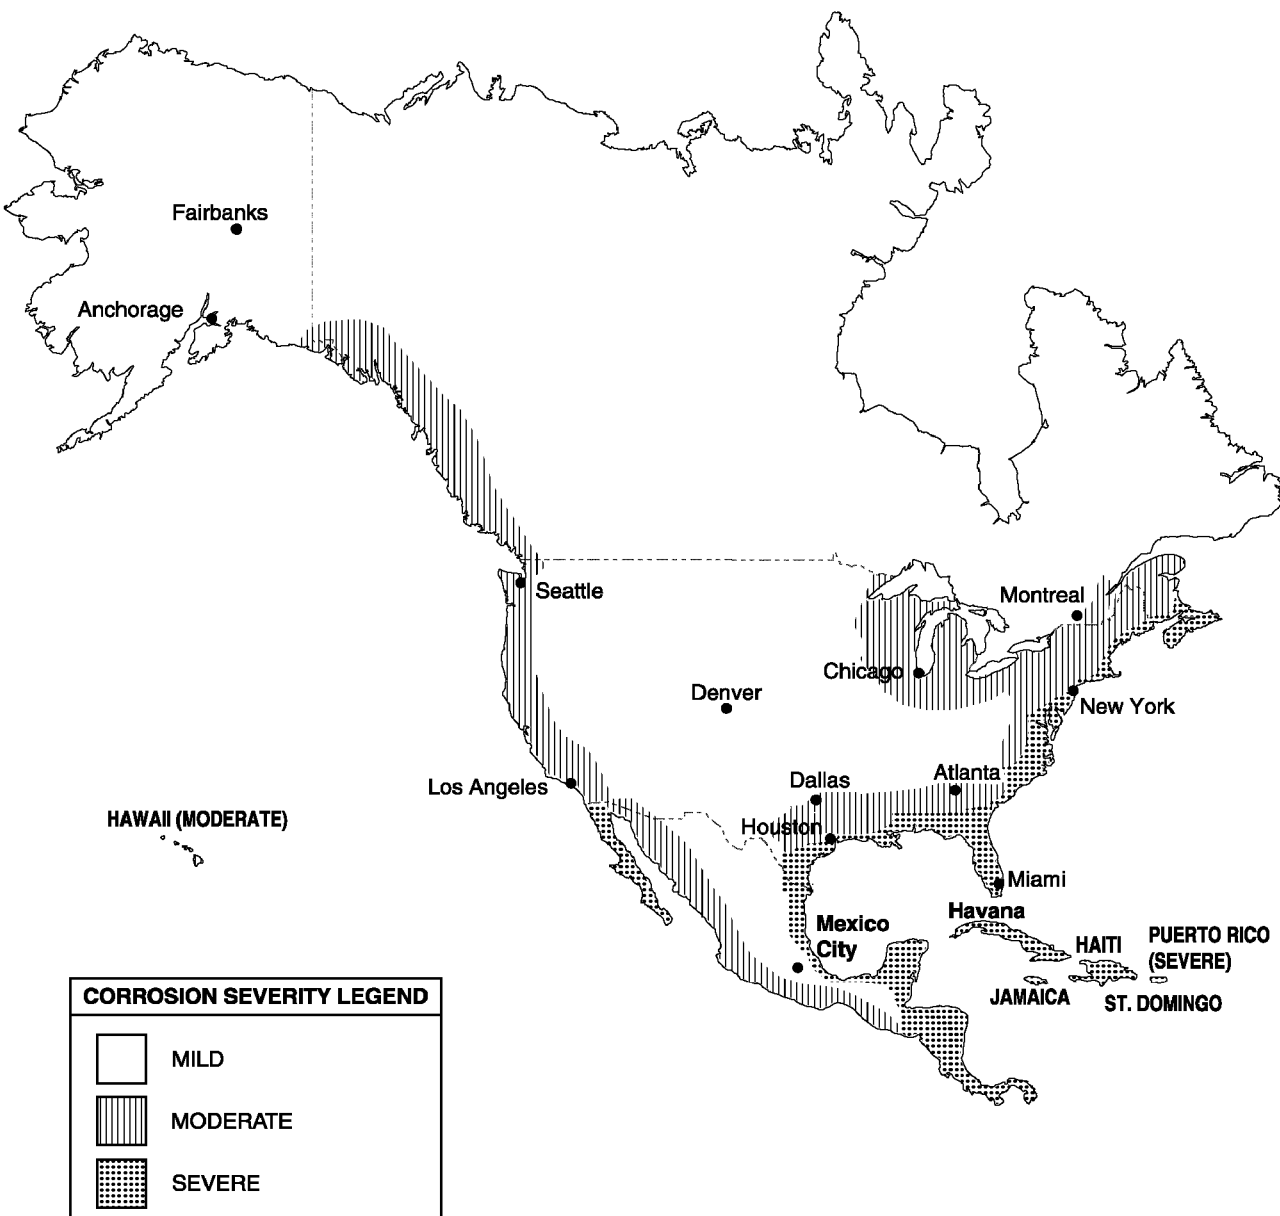 Fairbanks
Anchorage
Seattle
Montreal
Chicago
Denver
New York
Los Angeles
Dallas
Atlanta
HAWAII (MODERATE)
Houston
Miami
Havana
Mexico
City
HAITI
PUERTO RICO
(SEVERE)
JAMAICA
ST. DOMINGO
CORROSION SEVERITY LEGEND
MILD
MODERATE
SEVERE